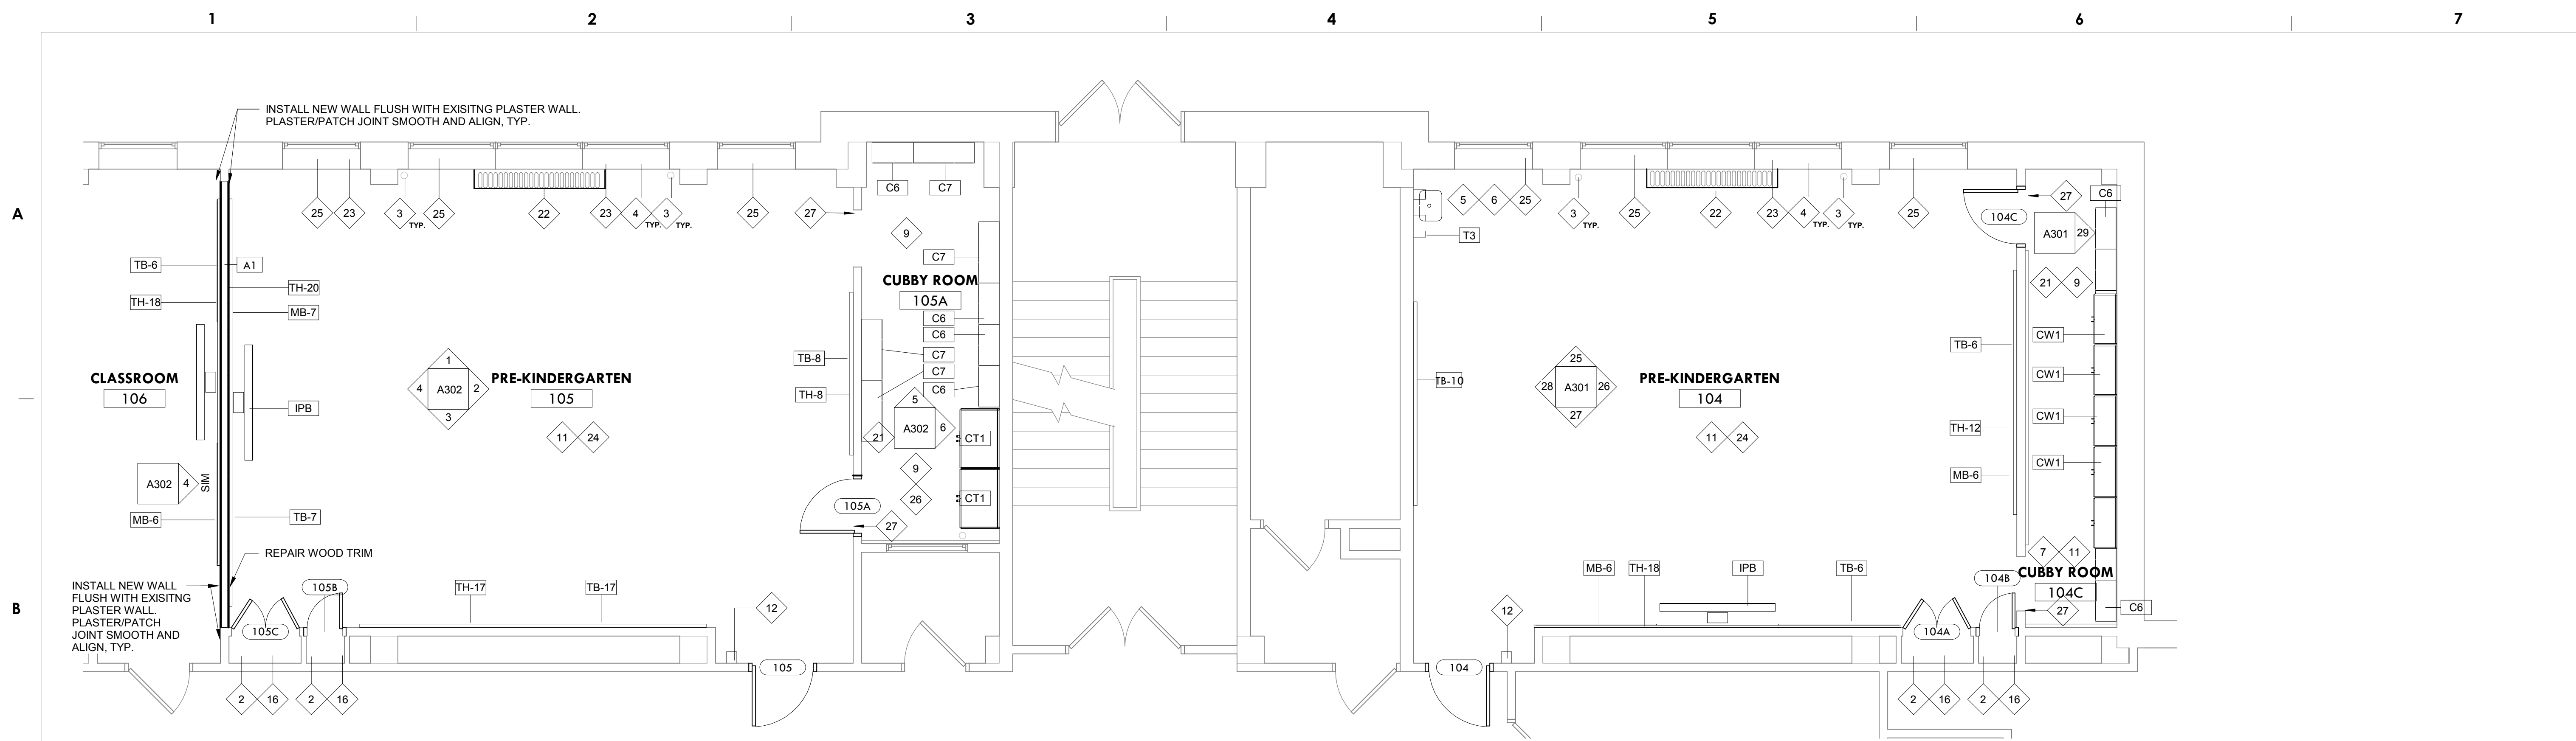 1 2 3 4 5 6 7
INSTALL NEW WALL FLUSH WITH EXISITNG PLASTER WALL.
PLASTER/PATCH JOINT SMOOTH AND ALIGN, TYP.
A
C6 C7
25 23 3 TYP. 25 22 23 4 TYP. 3 TYP. 25 27
9
5 6 25 3 TYP. 25 22 23 4 TYP. 3 TYP. 25
T3
27
C6
104C
A301 29
TB-6 A1
TH-18 TH-20
MB-7
C7
CUBBY ROOM
105A
C6
C6
C7
C7
C6
TB-8
TH-8
21 9
CW1
CW1
CW1
CW1
TB-6
TH-12
MB-6
CLASSROOM
106
IPB
1
4 A302 2
3
PRE-KINDERGARTEN
105
11 24
5
21 A302 6
CT1
9
26
CT1
105A
27
TB-10
25
28 A301 26
27
PRE-KINDERGARTEN
104
11 24
A302 4 SIM
MB-6 TB-7
REPAIR WOOD TRIM
INSTALL NEW WALL
FLUSH WITH EXISITNG
PLASTER WALL.
PLASTER/PATCH
JOINT SMOOTH AND
ALIGN, TYP.
B
105B
105C
TH-17 TB-17
12
105
2 16 2 16
MB-6 TH-18 IPB TB-6
12
104
7 11
CUBBY ROOM
104C
104B
104A
27
C6
2 16 2 16